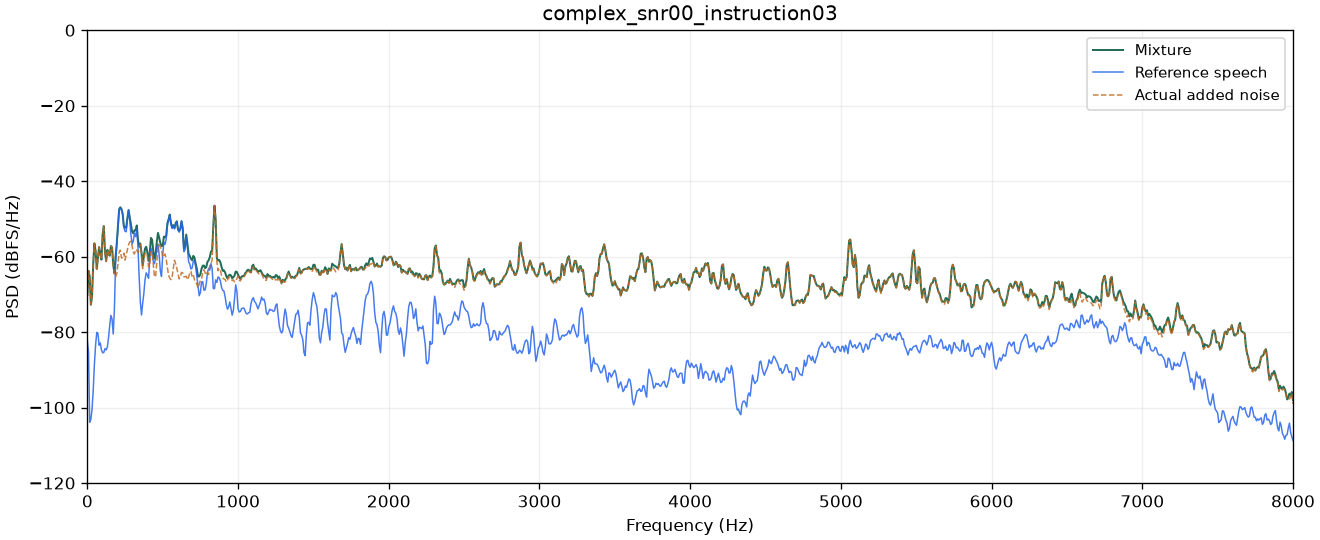 complex_snr00_instruction03
PSD (dBFS/Hz)
0
−20
−40
−60
−80
−100
−120
Mixture
Reference speech
Actual added noise
0 1000 2000 3000 4000 5000 6000 7000 8000
Frequency (Hz)